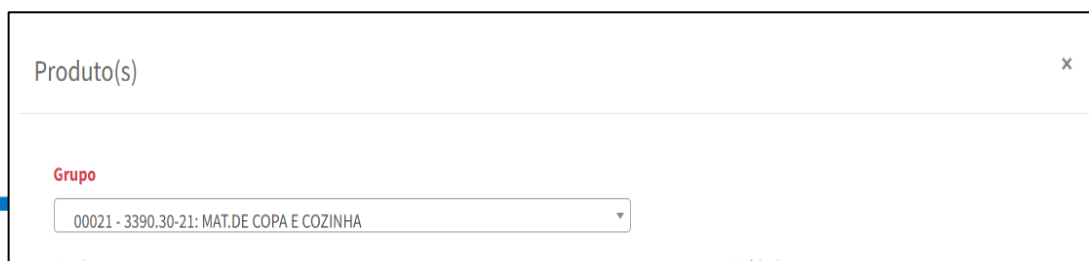 Produto(s)
×
Grupo
00021 - 3390.30-21: MAT.DE COPA E COZINHA